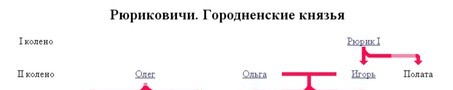 Рюриковичи. Городненские князья
I колено Рюрик I
II колено Олег Ольга Игорь Полата